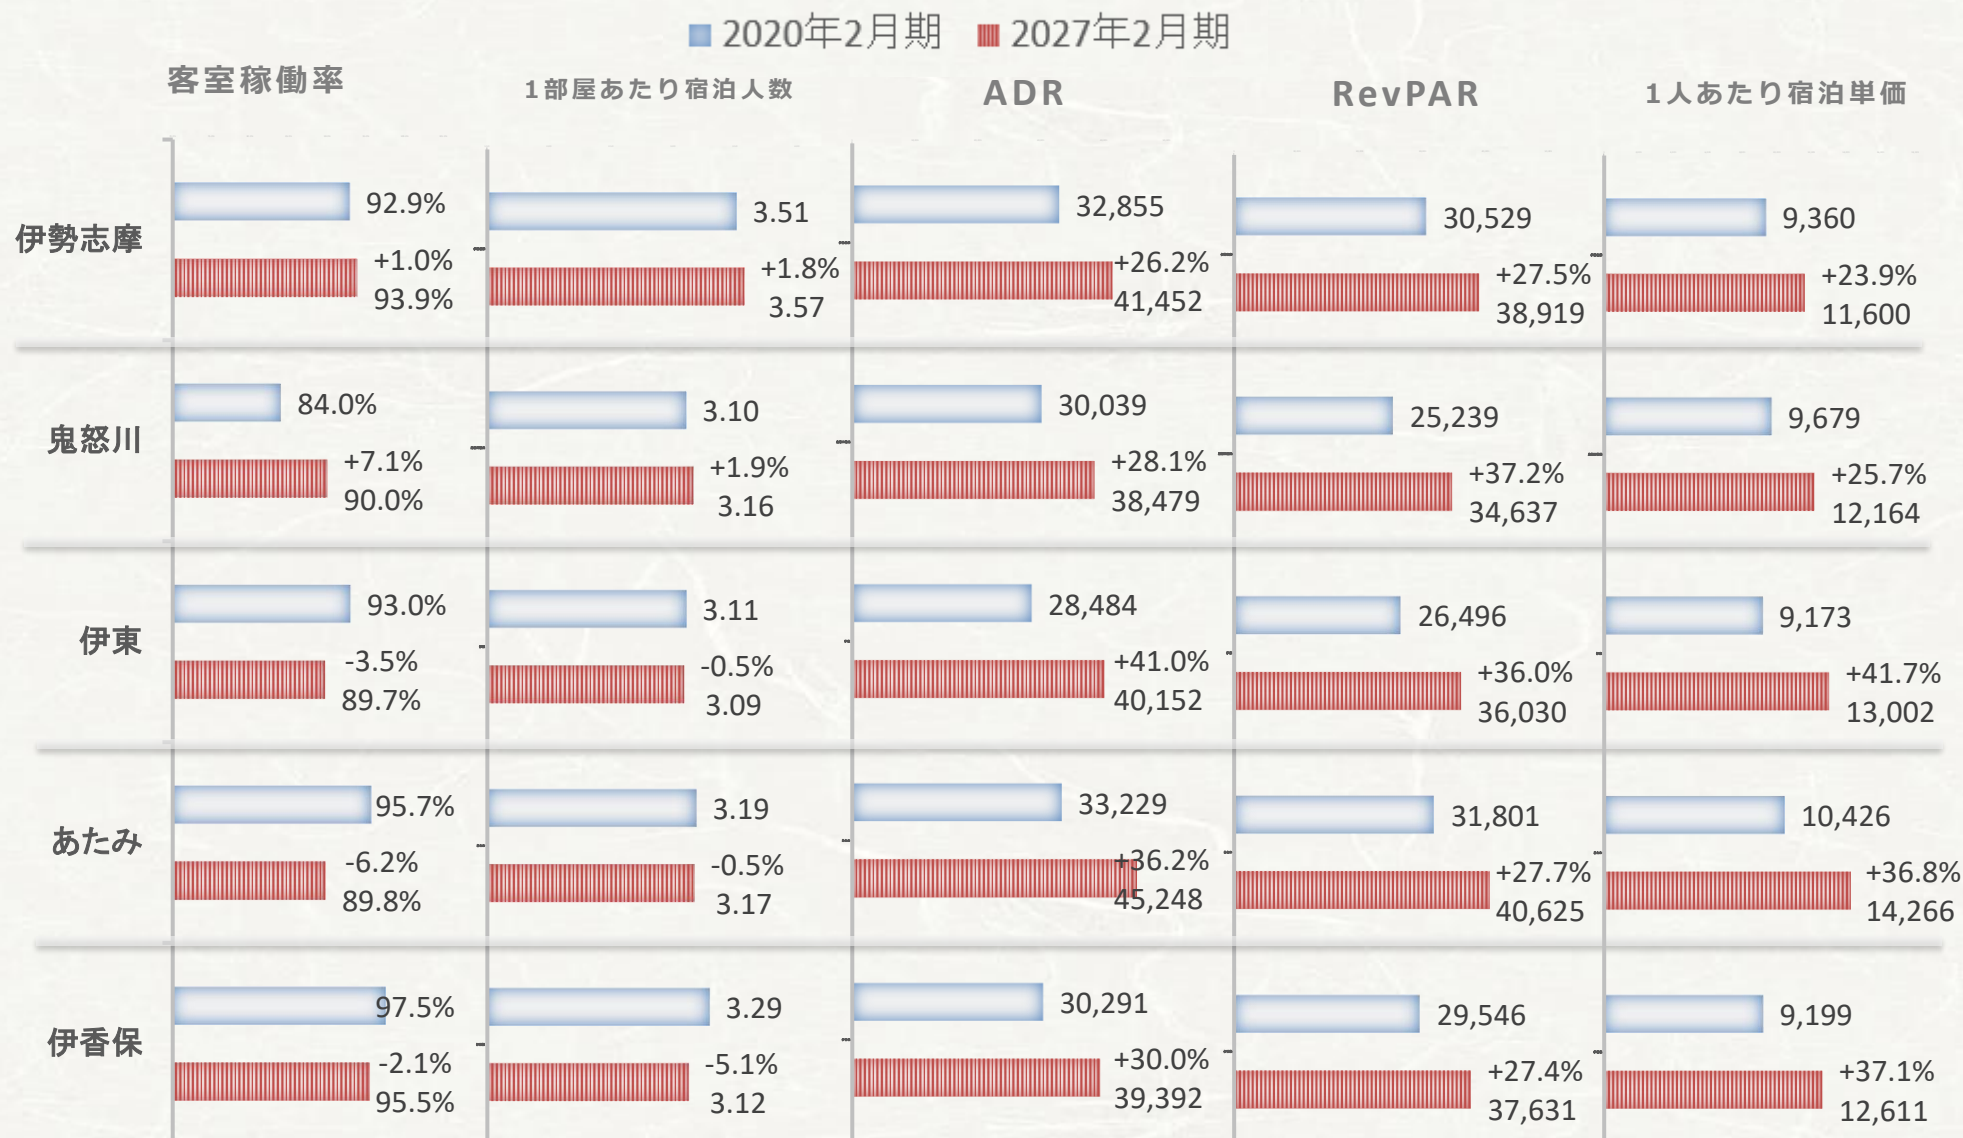 2020年2月期 2027年2月期
客室稼働率 1部屋あたり宿泊人数 ADR RevPAR 1人あたり宿泊単価
伊勢志摩
92.9% 3.51 32,855 30,529 9,360
+1.0% +1.8% +26.2% +27.5% +23.9%
93.9% 3.57 41,452 38,919 11,600
鬼怒川
84.0% 3.10 30,039 25,239 9,679
+7.1% +1.9% +28.1% +37.2% +25.7%
90.0% 3.16 38,479 34,637 12,164
伊東
93.0% 3.11 28,484 26,496 9,173
-3.5% -0.5% +41.0% +36.0% +41.7%
89.7% 3.09 40,152 36,030 13,002
あたみ
95.7% 3.19 33,229 31,801 10,426
-6.2% -0.5% +36.2% +27.7% +36.8%
89.8% 3.17 45,248 40,625 14,266
伊香保
97.5% 3.29 30,291 29,546 9,199
-2.1% -5.1% +30.0% +27.4% +37.1%
95.5% 3.12 39,392 37,631 12,611